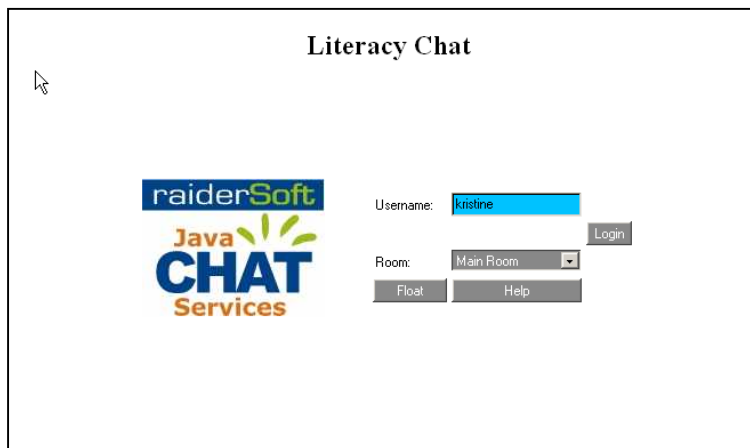 Literacy Chat
raiderSoft
Java
CHAT
Services
Username: kristine
Login
Room: Main Room
Float Help